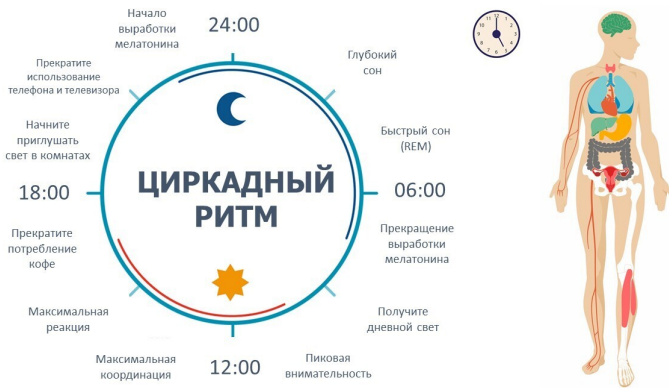 Начало
выработки
мелатонина
24:00
Глубокий
сон
Прекратите
использование
телефона и телевизора
Быстрый сон
(REM)
Начните
приглушать
свет в комнатах
ЦИРКАДНЫЙ
РИТМ
18:00
06:00
Прекратите
потребление
кофе
Прекращение
выработки
мелатонина
Максимальная
реакция
Получите
дневной свет
Максимальная
координация
12:00
Пиковая
внимательность